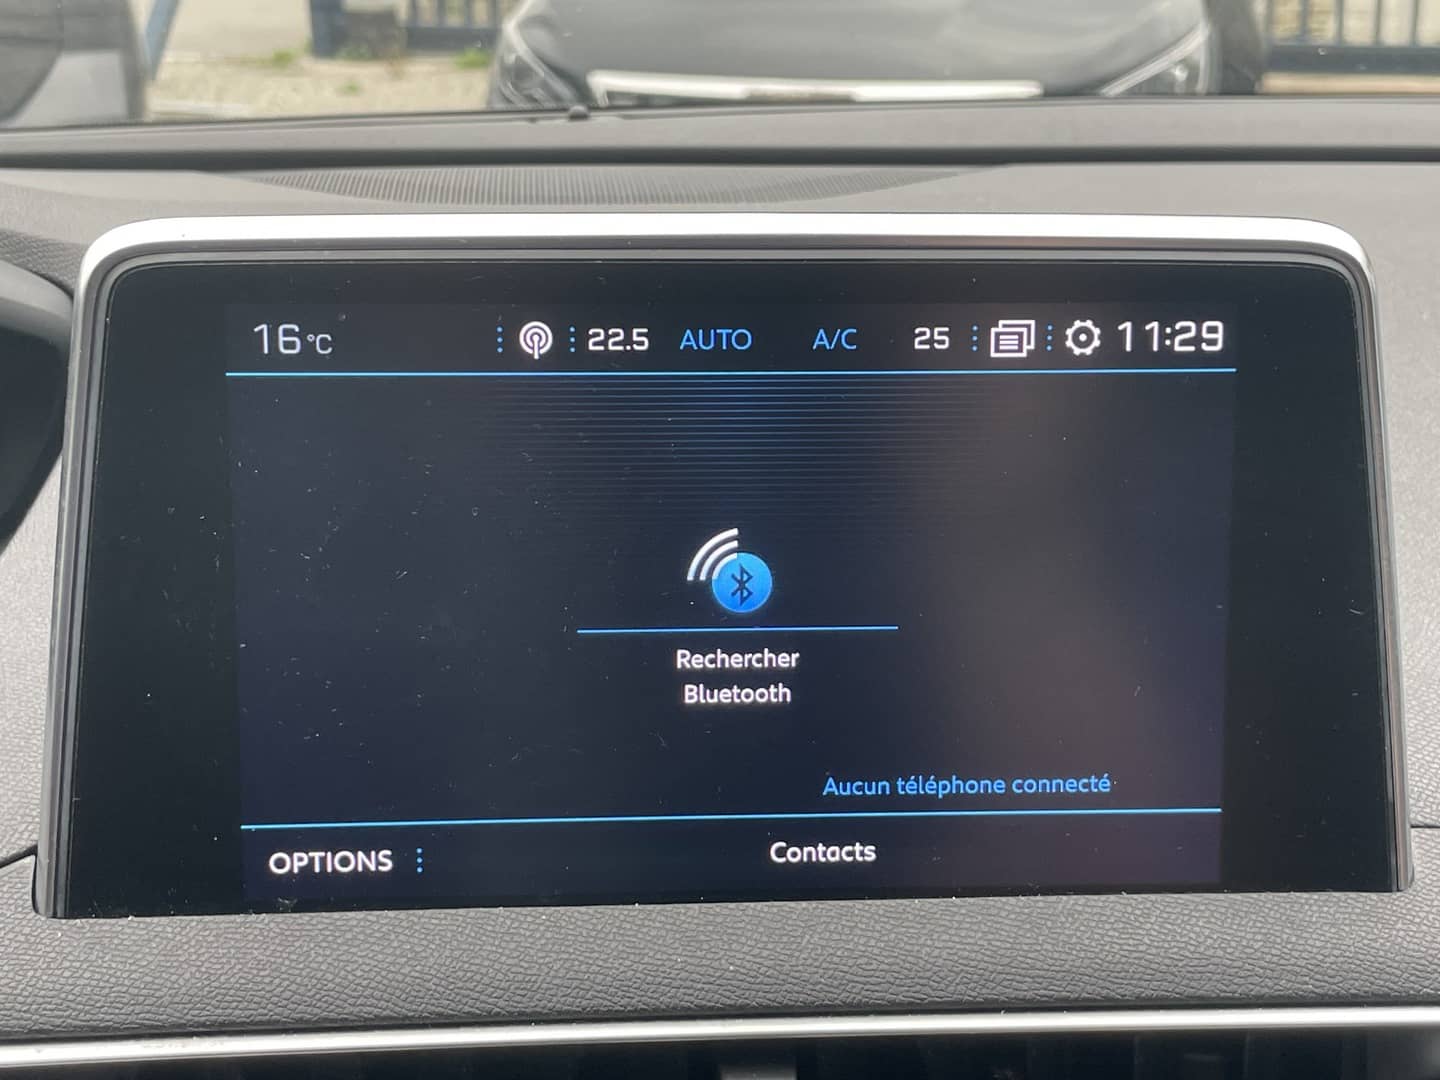 16°C 22.5 AUTO A/C 25 11:29
Rechercher
Bluetooth
Aucun téléphone connecté
OPTIONS Contacts